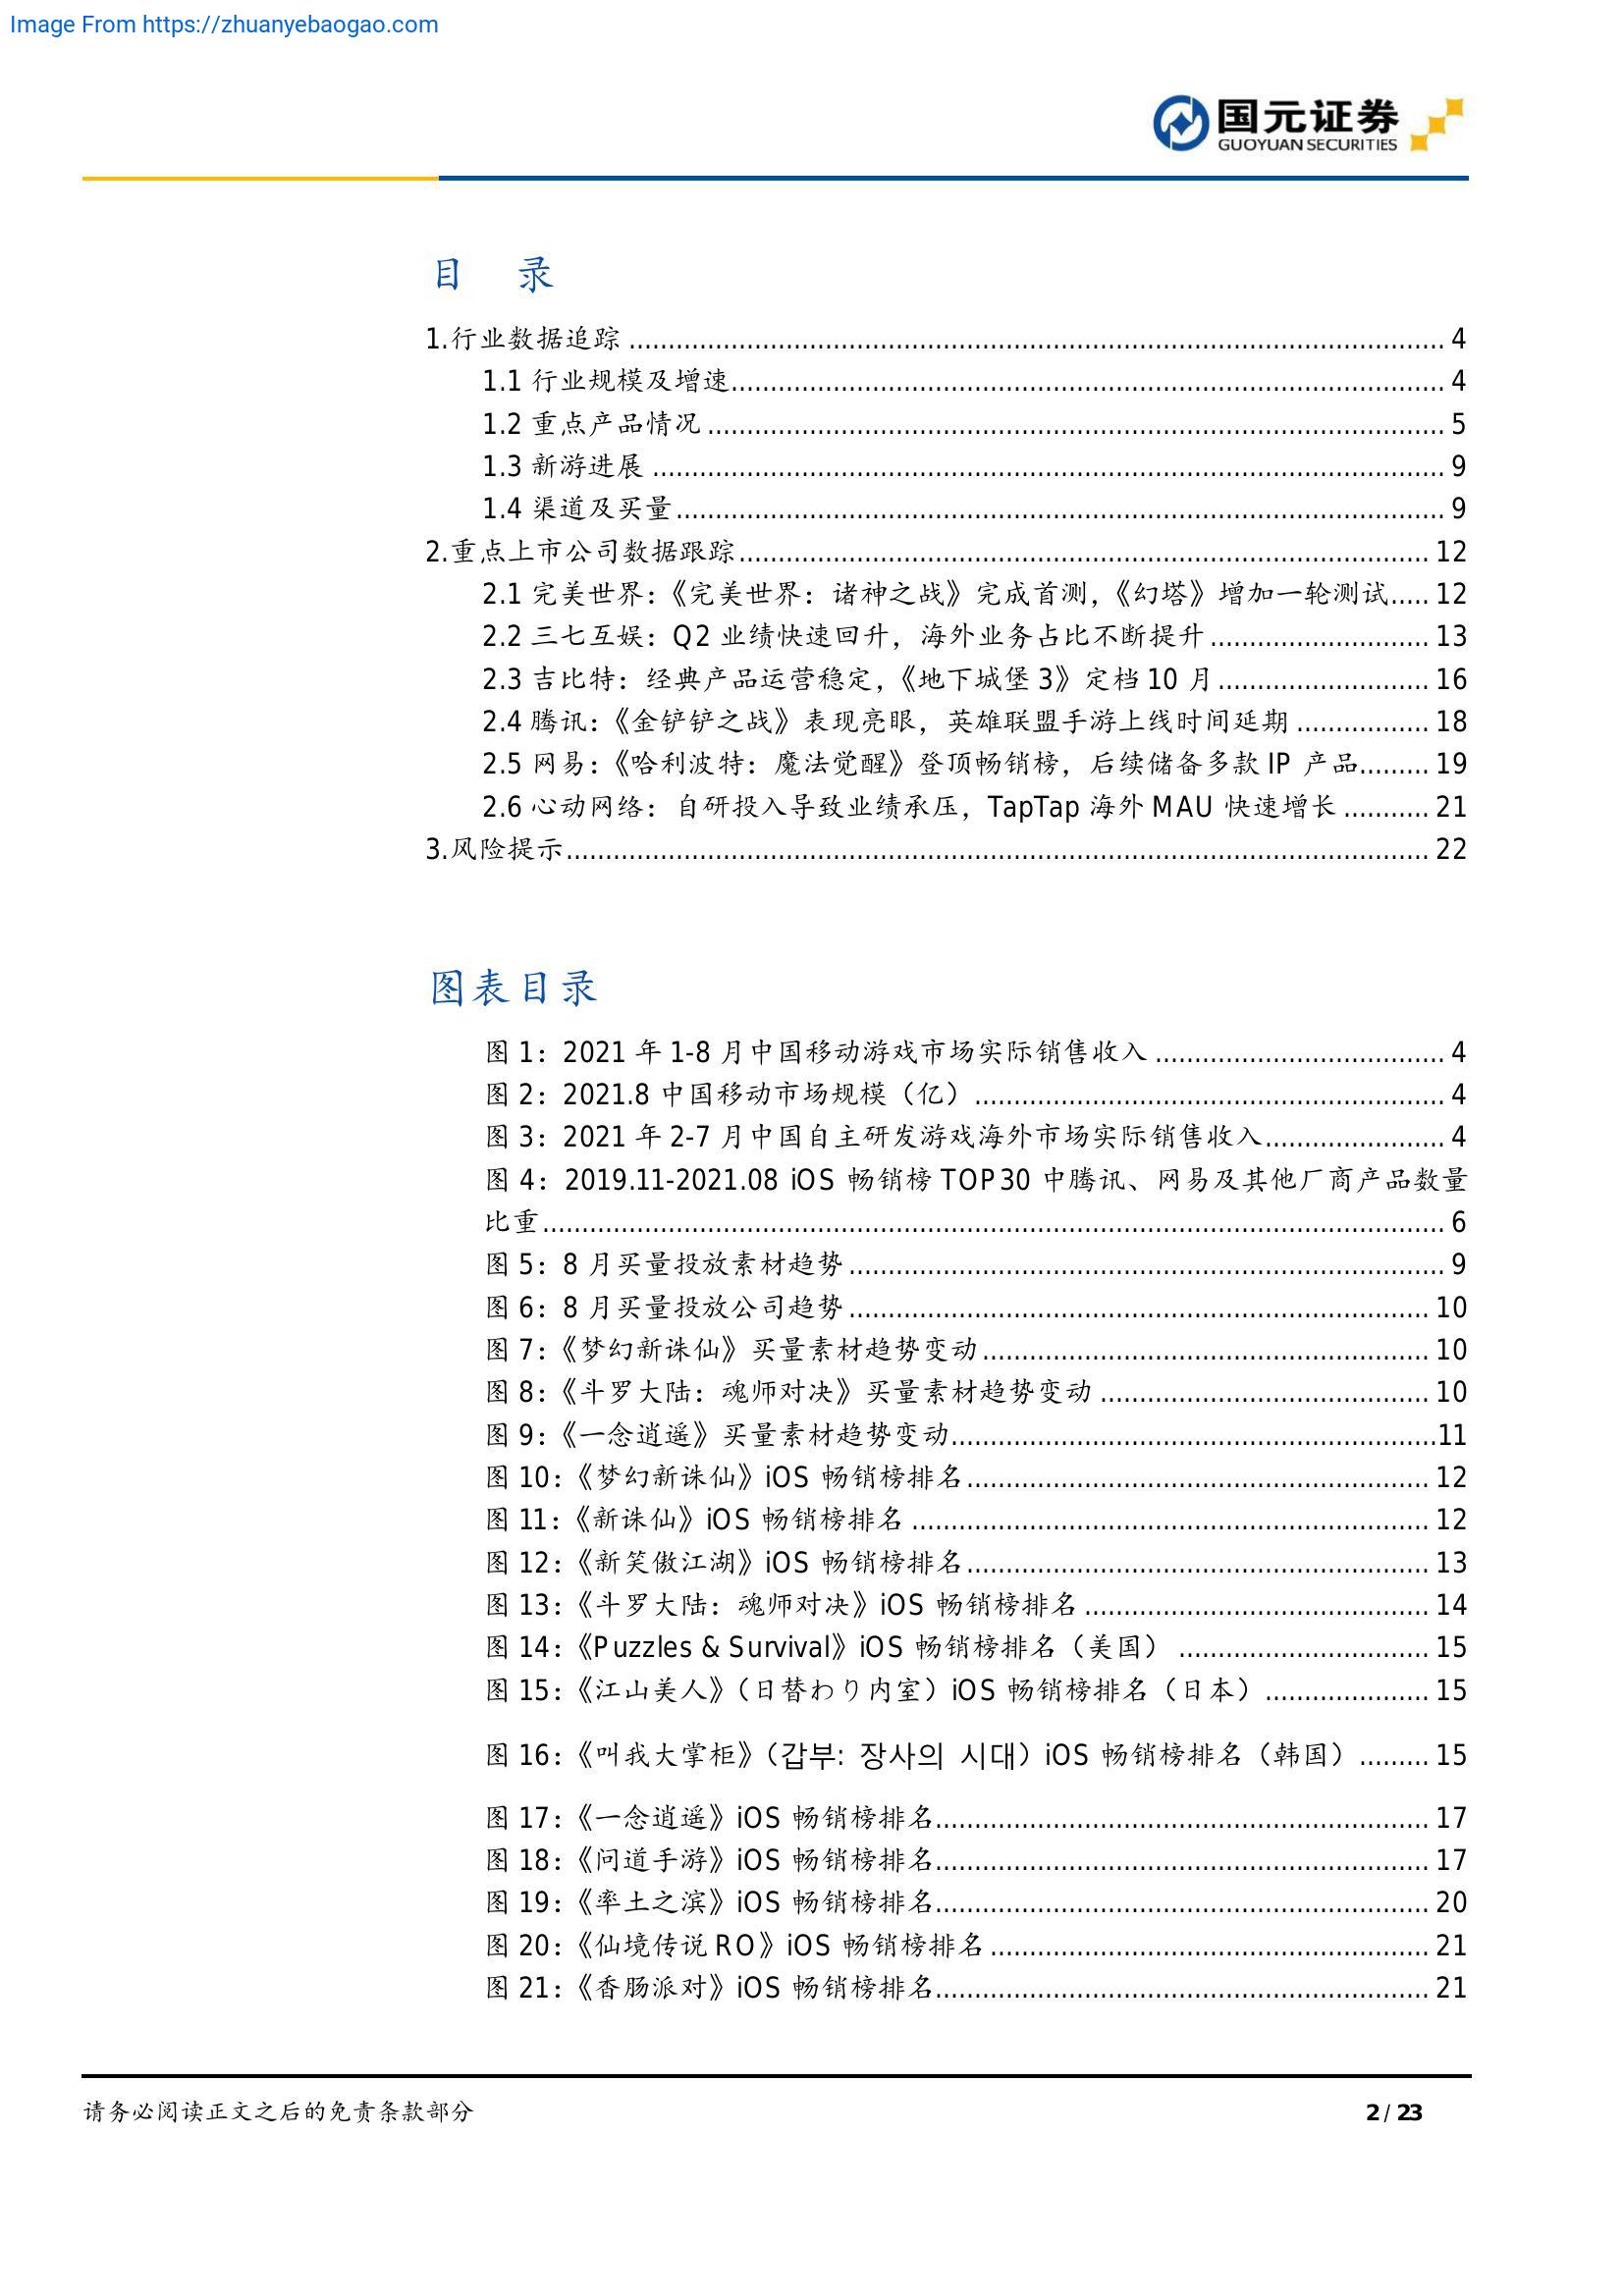 Image From https://zhuanyebaogao.com
国元证券
GUOYUAN SECURITIES
目 录
1.行业数据追踪 ........ 4
1.1 行业规模及增速 ........ 4
1.2 重点产品情况 ........ 5
1.3 新游进展 ........ 9
1.4 渠道及买量 ........ 9
2.重点上市公司数据跟踪 ........ 12
2.1 完美世界：《完美世界：诸神之战》完成首测，《幻塔》增加一轮测试 ..... 12
2.2 三七互娱：Q2 业绩快速回升，海外业务占比不断提升 ........ 13
2.3 吉比特：经典产品运营稳定，《地下城堡 3》定档 10 月 ........ 16
2.4 腾讯：《金铲铲之战》表现亮眼，英雄联盟手游上线时间延期 ........ 18
2.5 网易：《哈利波特：魔法觉醒》登顶畅销榜，后续储备多款 IP 产品 ........ 19
2.6 心动网络：自研投入导致业绩承压，TapTap 海外 MAU 快速增长 ........ 21
3.风险提示 ........ 22
图表目录
图 1：2021 年 1-8 月中国移动游戏市场实际销售收入 ........ 4
图 2：2021.8 中国移动市场规模（亿） ........ 4
图 3：2021 年 2-7 月中国自主研发游戏海外市场实际销售收入 ........ 4
图 4：2019.11-2021.08 iOS 畅销榜 TOP30 中腾讯、网易及其他厂商产品数量
比重 ........ 6
图 5：8 月买量投放素材趋势 ........ 9
图 6：8 月买量投放公司趋势 ........ 10
图 7：《梦幻新诛仙》买量素材趋势变动 ........ 10
图 8：《斗罗大陆：魂师对决》买量素材趋势变动 ........ 10
图 9：《一念逍遥》买量素材趋势变动 ........ 11
图 10：《梦幻新诛仙》iOS 畅销榜排名 ........ 12
图 11：《新诛仙》iOS 畅销榜排名 ........ 12
图 12：《新笑傲江湖》iOS 畅销榜排名 ........ 13
图 13：《斗罗大陆：魂师对决》iOS 畅销榜排名 ........ 14
图 14：《Puzzles & Survival》iOS 畅销榜排名（美国） ........ 15
图 15：《江山美人》（日替わり内室）iOS 畅销榜排名（日本） ........ 15
图 16：《叫我大掌柜》（갑부: 장사의 시대）iOS 畅销榜排名（韩国） ........ 15
图 17：《一念逍遥》iOS 畅销榜排名 ........ 17
图 18：《问道手游》iOS 畅销榜排名 ........ 17
图 19：《率土之滨》iOS 畅销榜排名 ........ 20
图 20：《仙境传说 RO》iOS 畅销榜排名 ........ 21
图 21：《香肠派对》iOS 畅销榜排名 ........ 21
请务必阅读正文之后的免责条款部分
2 / 23